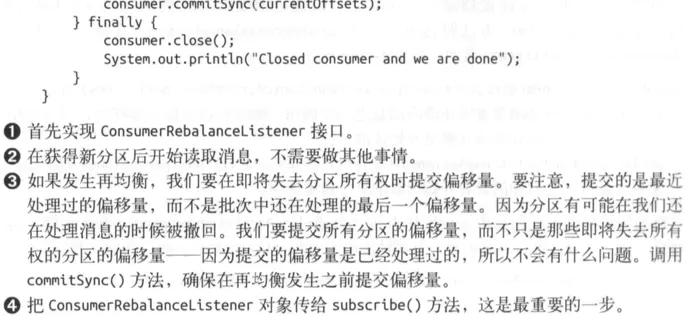 consumer.commitSync(currentOffsets);
} finally {
consumer.close();
System.out.println("Closed consumer and we are done");
}
}
❶ 首先实现 ConsumerRebalanceListener 接口。
❷ 在获得新分区后开始读取消息，不需要做其他事情。
❸ 如果发生再均衡，我们要在即将失去分区所有权时提交偏移量。要注意，提交的是最近
处理过的偏移量，而不是批次中还在处理的最后一个偏移量。因为分区有可能在我们还
在处理消息的时候被撤回。我们要提交所有分区的偏移量，而不只是那些即将失去所有
权的分区的偏移量——因为提交的偏移量是已经处理过的，所以不会有什么问题。调用
commitSync() 方法，确保在再均衡发生之前提交偏移量。
❹ 把 ConsumerRebalanceListener 对象传给 subscribe() 方法，这是最重要的一步。